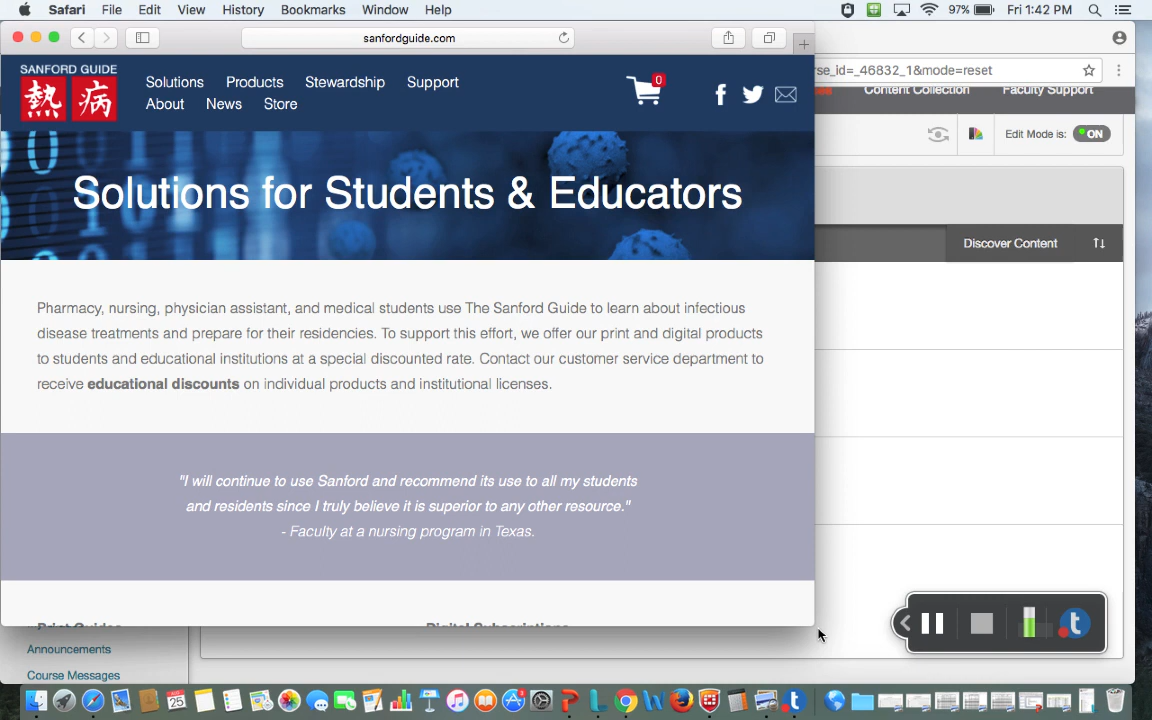 Safari File Edit View History Bookmarks Window Help 97% Fri 1:42 PM
sanfordguide.com
rse_id=_46832_1&mode=reset
SANFORD GUIDE
熱 病
Solutions Products Stewardship Support
About News Store
0
Content Collection Faculty Support
Edit Mode is: ON
Solutions for Students & Educators
Discover Content
Pharmacy, nursing, physician assistant, and medical students use The Sanford Guide to learn about infectious
disease treatments and prepare for their residencies. To support this effort, we offer our print and digital products
to students and educational institutions at a special discounted rate. Contact our customer service department to
receive educational discounts on individual products and institutional licenses.
"I will continue to use Sanford and recommend its use to all my students
and residents since I truly believe it is superior to any other resource."
- Faculty at a nursing program in Texas.
Print Guides Digital Subscriptions
Announcements
Course Messages
t
25